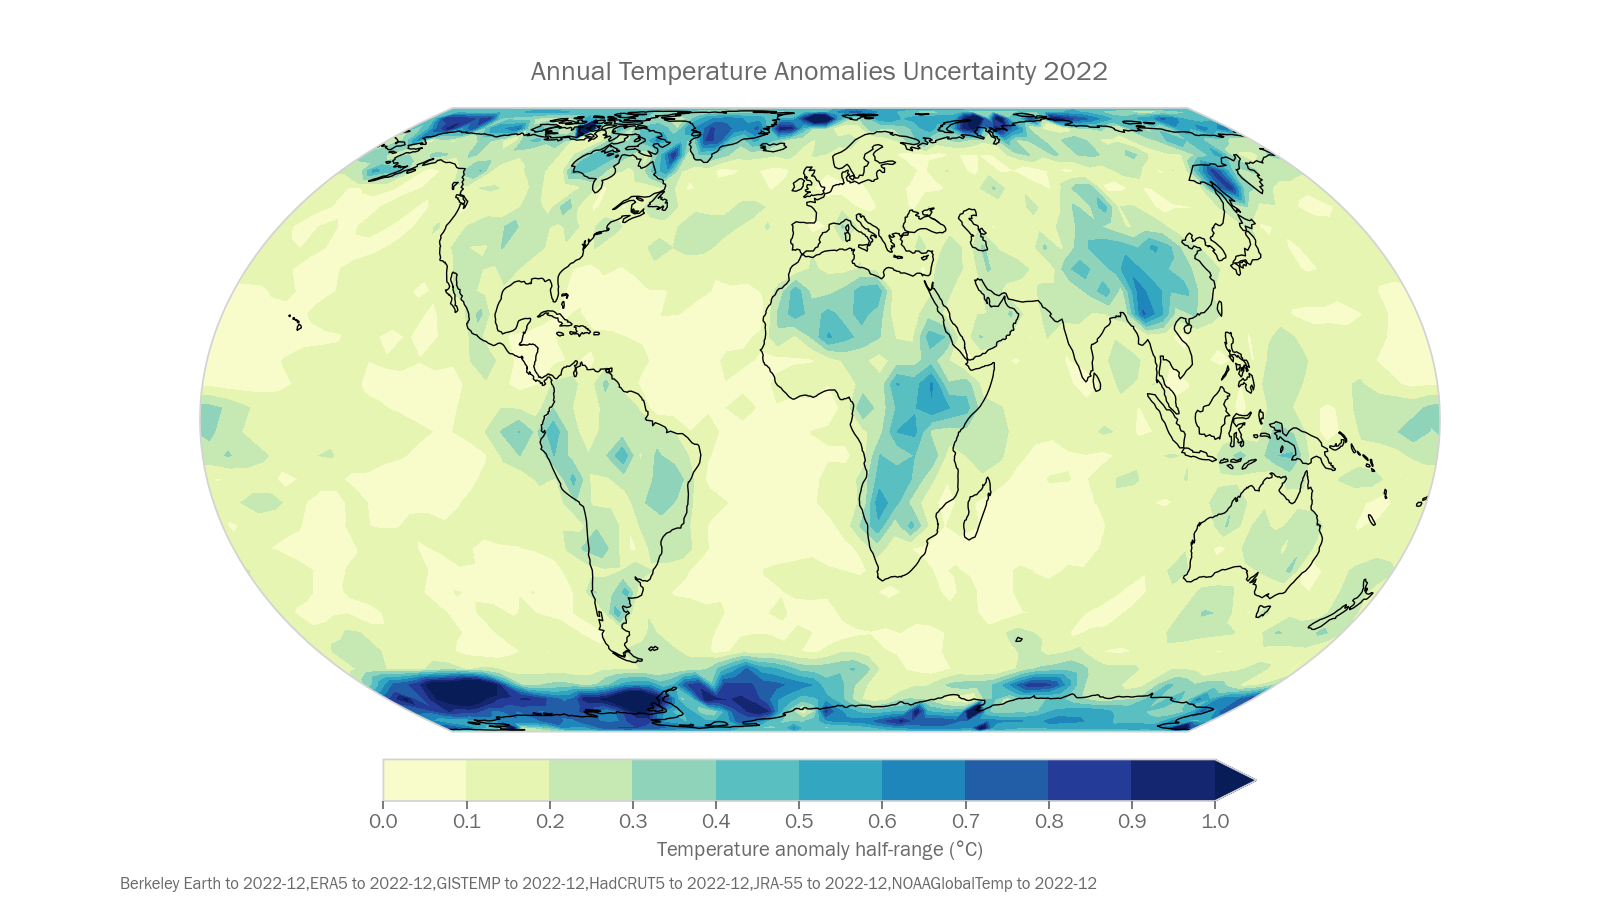 Annual Temperature Anomalies Uncertainty 2022
0.0 0.1 0.2 0.3 0.4 0.5 0.6 0.7 0.8 0.9 1.0
Temperature anomaly half-range (°C)
Berkeley Earth to 2022-12,ERA5 to 2022-12,GISTEMP to 2022-12,HadCRUT5 to 2022-12,JRA-55 to 2022-12,NOAAGlobalTemp to 2022-12